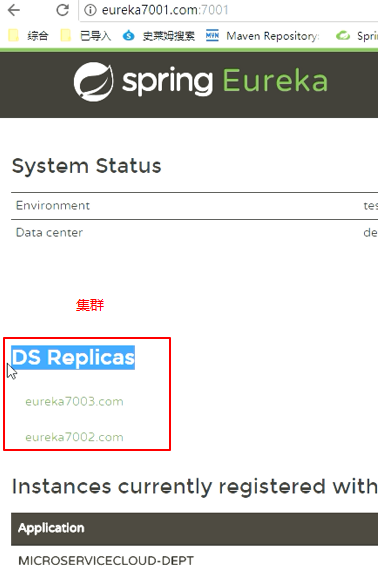 eureka7001.com:7001
综合 已导入 史莱姆搜索 Maven Repository: Sprin
spring Eureka
System Status
Environment tes
Data center de
集群
DS Replicas
eureka7003.com
eureka7002.com
Instances currently registered with
Application
MICROSERVICECLOUD-DEPT